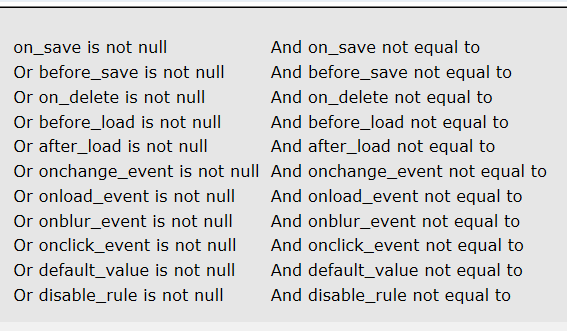 on_save is not null And on_save not equal to
Or before_save is not null And before_save not equal to
Or on_delete is not null And on_delete not equal to
Or before_load is not null And before_load not equal to
Or after_load is not null And after_load not equal to
Or onchange_event is not null And onchange_event not equal to
Or onload_event is not null And onload_event not equal to
Or onblur_event is not null And onblur_event not equal to
Or onclick_event is not null And onclick_event not equal to
Or default_value is not null And default_value not equal to
Or disable_rule is not null And disable_rule not equal to